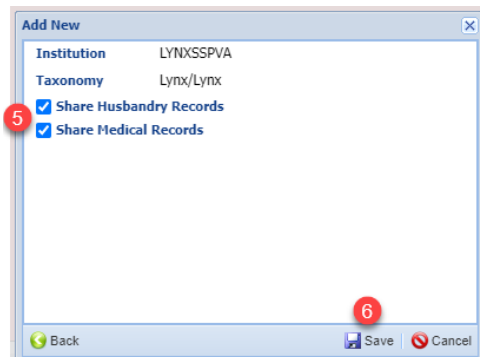 Add New
Institution LYNXSSPVA
Taxonomy Lynx/Lynx
5
Share Husbandry Records
Share Medical Records
6
Back Save Cancel